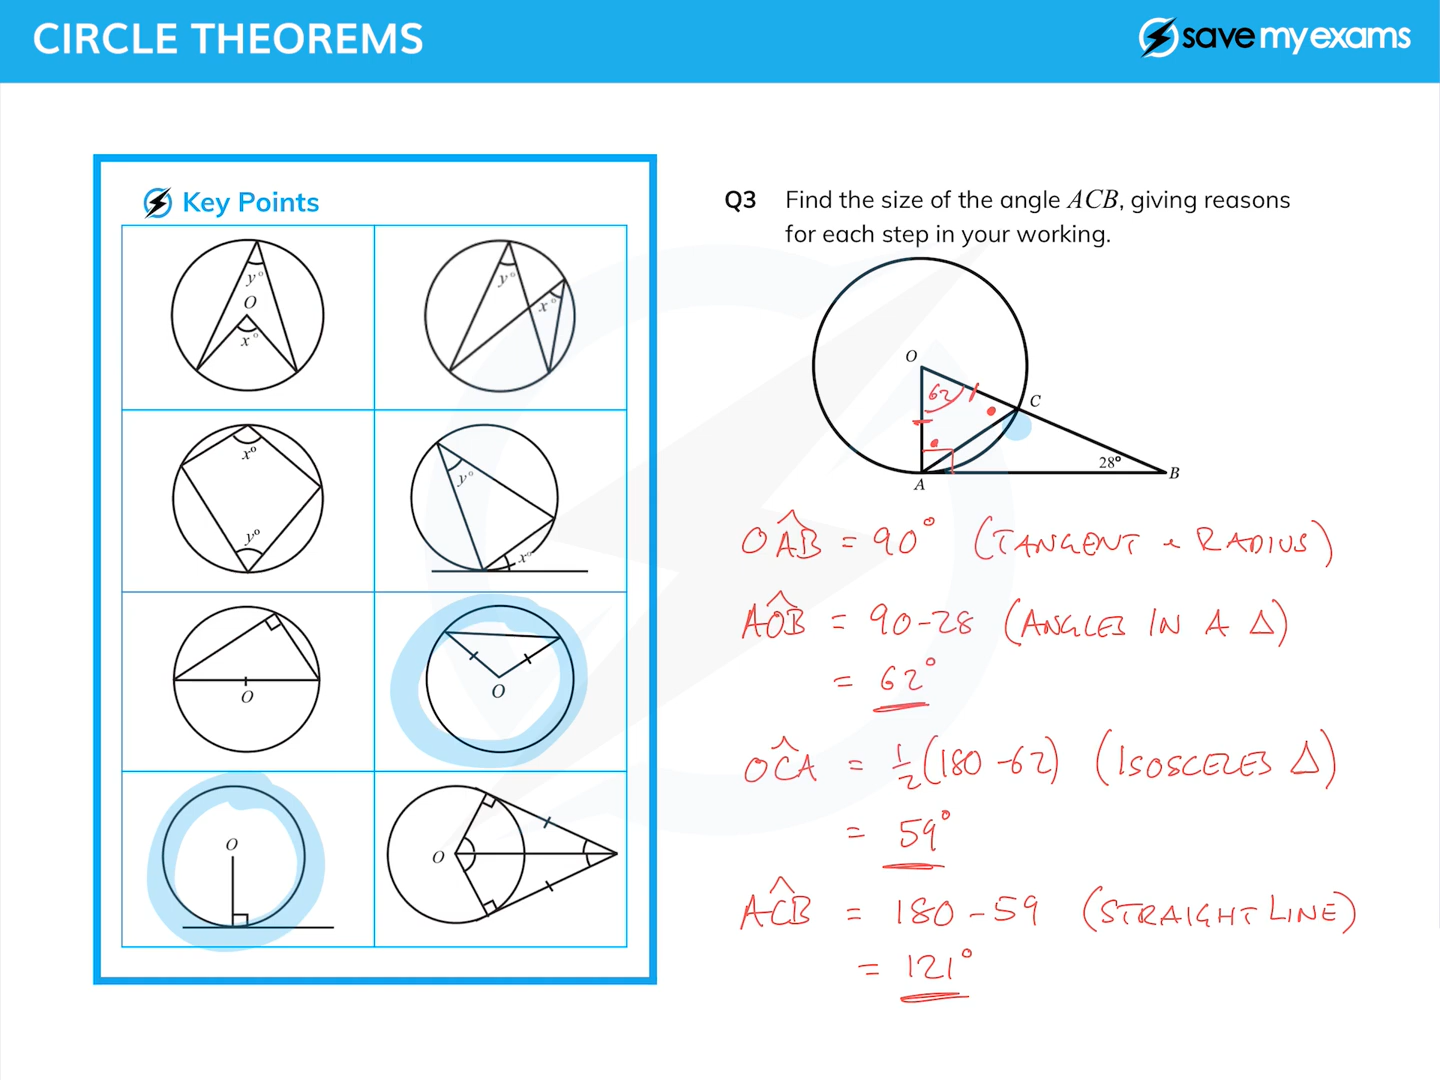 CIRCLE THEOREMS
save my exams
Key Points
y°
O
x°
y°
x°
x°
y°
y°
x°
O
O
O
O
Q3 Find the size of the angle ACB, giving reasons
for each step in your working.
O
62
C
28°
B
A
OÂB = 90° (TANGENT + RADIUS)
AÔB = 90-28 (ANGLES IN A Δ)
= 62°
OĈA = 1/2(180-62) (ISOSCELES Δ)
= 59°
AĈB = 180-59 (STRAIGHT LINE)
= 121°